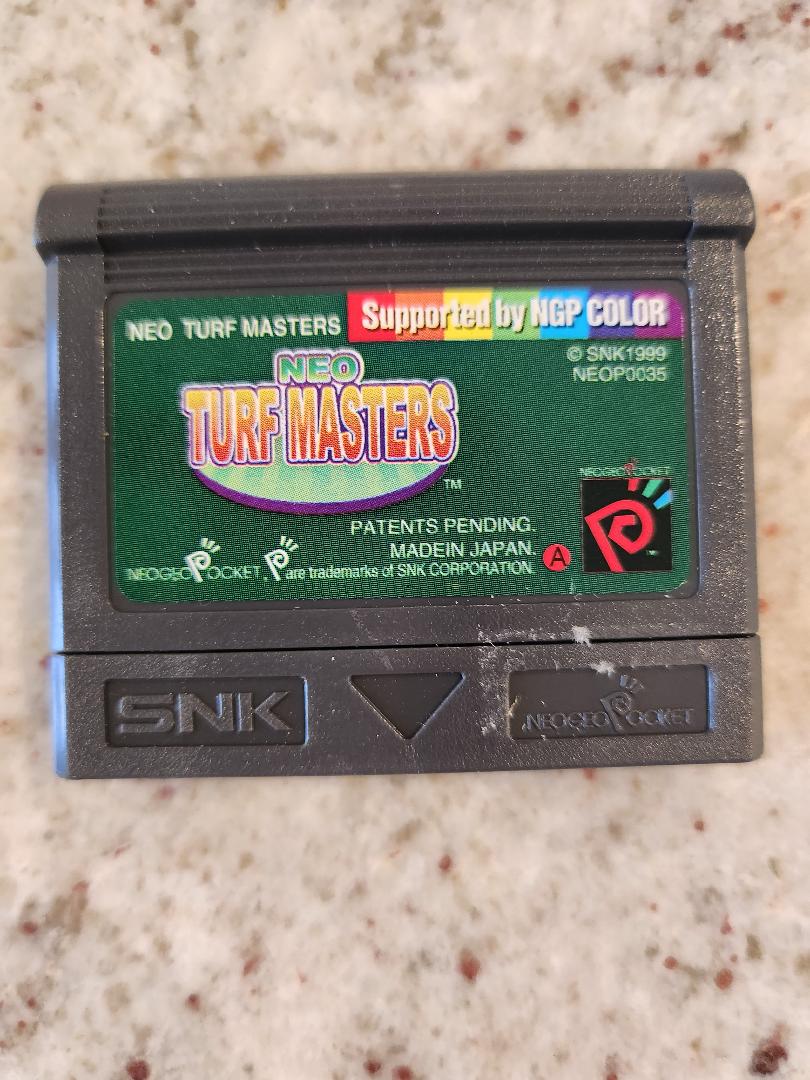 NEO TURF MASTERS
Supported by NGP COLOR
© SNK1999
NEOP0035
NEO
TURF MASTERS
TM
NEOGEO POCKET
PATENTS PENDING.
MADEIN JAPAN.
A
NEOGEO POCKET, P are trademarks of SNK CORPORATION.
SNK
NEOGEO POCKET